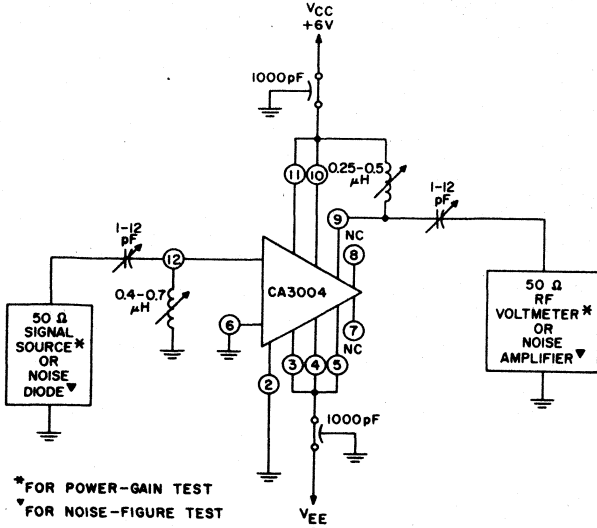 VCC
+6V
1000pF
11
10
0.25-0.5
µH
1-12
pF
9
NC
8
1-12
pF
12
CA3004
0.4-0.7
µH
6
7
NC
50 Ω
SIGNAL
SOURCE*
OR
NOISE
DIODE▼
50 Ω
RF
VOLTMETER*
OR
NOISE
AMPLIFIER▼
3
4
5
2
1000pF
*FOR POWER-GAIN TEST
▼FOR NOISE-FIGURE TEST
VEE